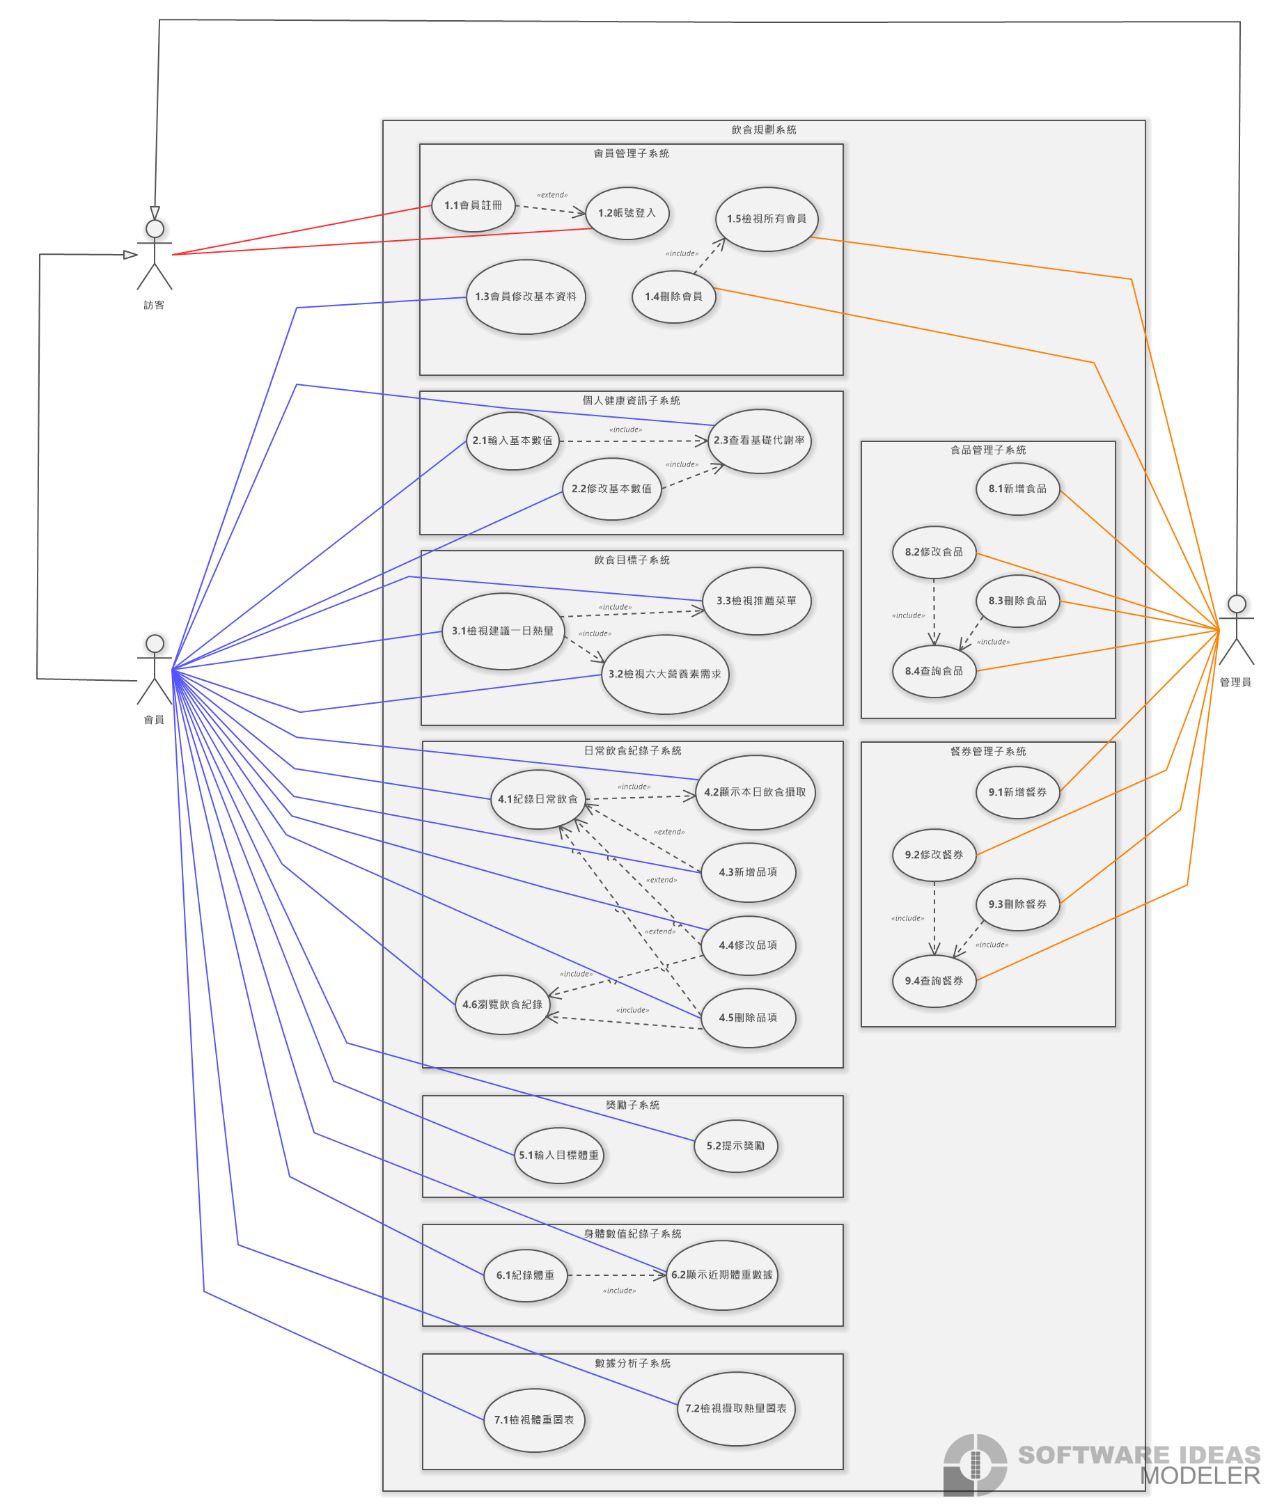 飲食規劃系統
會員管理子系統
1.1會員註冊
«extend»
1.2帳號登入
1.5檢視所有會員
«include»
1.3會員修改基本資料
1.4刪除會員
訪客
個人健康資訊子系統
2.1輸入基本數值
«include»
2.3查看基礎代謝率
«include»
2.2修改基本數值
飲食目標子系統
3.1檢視建議一日熱量
«include»
3.3檢視推薦菜單
«include»
3.2檢視六大營養素需求
會員
日常飲食紀錄子系統
4.1紀錄日常飲食
«include»
4.2顯示本日飲食攝取
«extend»
4.3新增品項
«extend»
«extend»
4.4修改品項
«include»
4.6瀏覽飲食紀錄
«include»
4.5刪除品項
獎勵子系統
5.1輸入目標體重
5.2提示獎勵
身體數值紀錄子系統
6.1紀錄體重
«include»
6.2顯示近期體重數據
數據分析子系統
7.1檢視體重圖表
7.2檢視攝取熱量圖表
食品管理子系統
8.1新增食品
8.2修改食品
8.3刪除食品
«include»
«include»
8.4查詢食品
管理員
餐券管理子系統
9.1新增餐券
9.2修改餐券
9.3刪除餐券
«include»
«include»
9.4查詢餐券
SOFTWARE IDEAS
MODELER